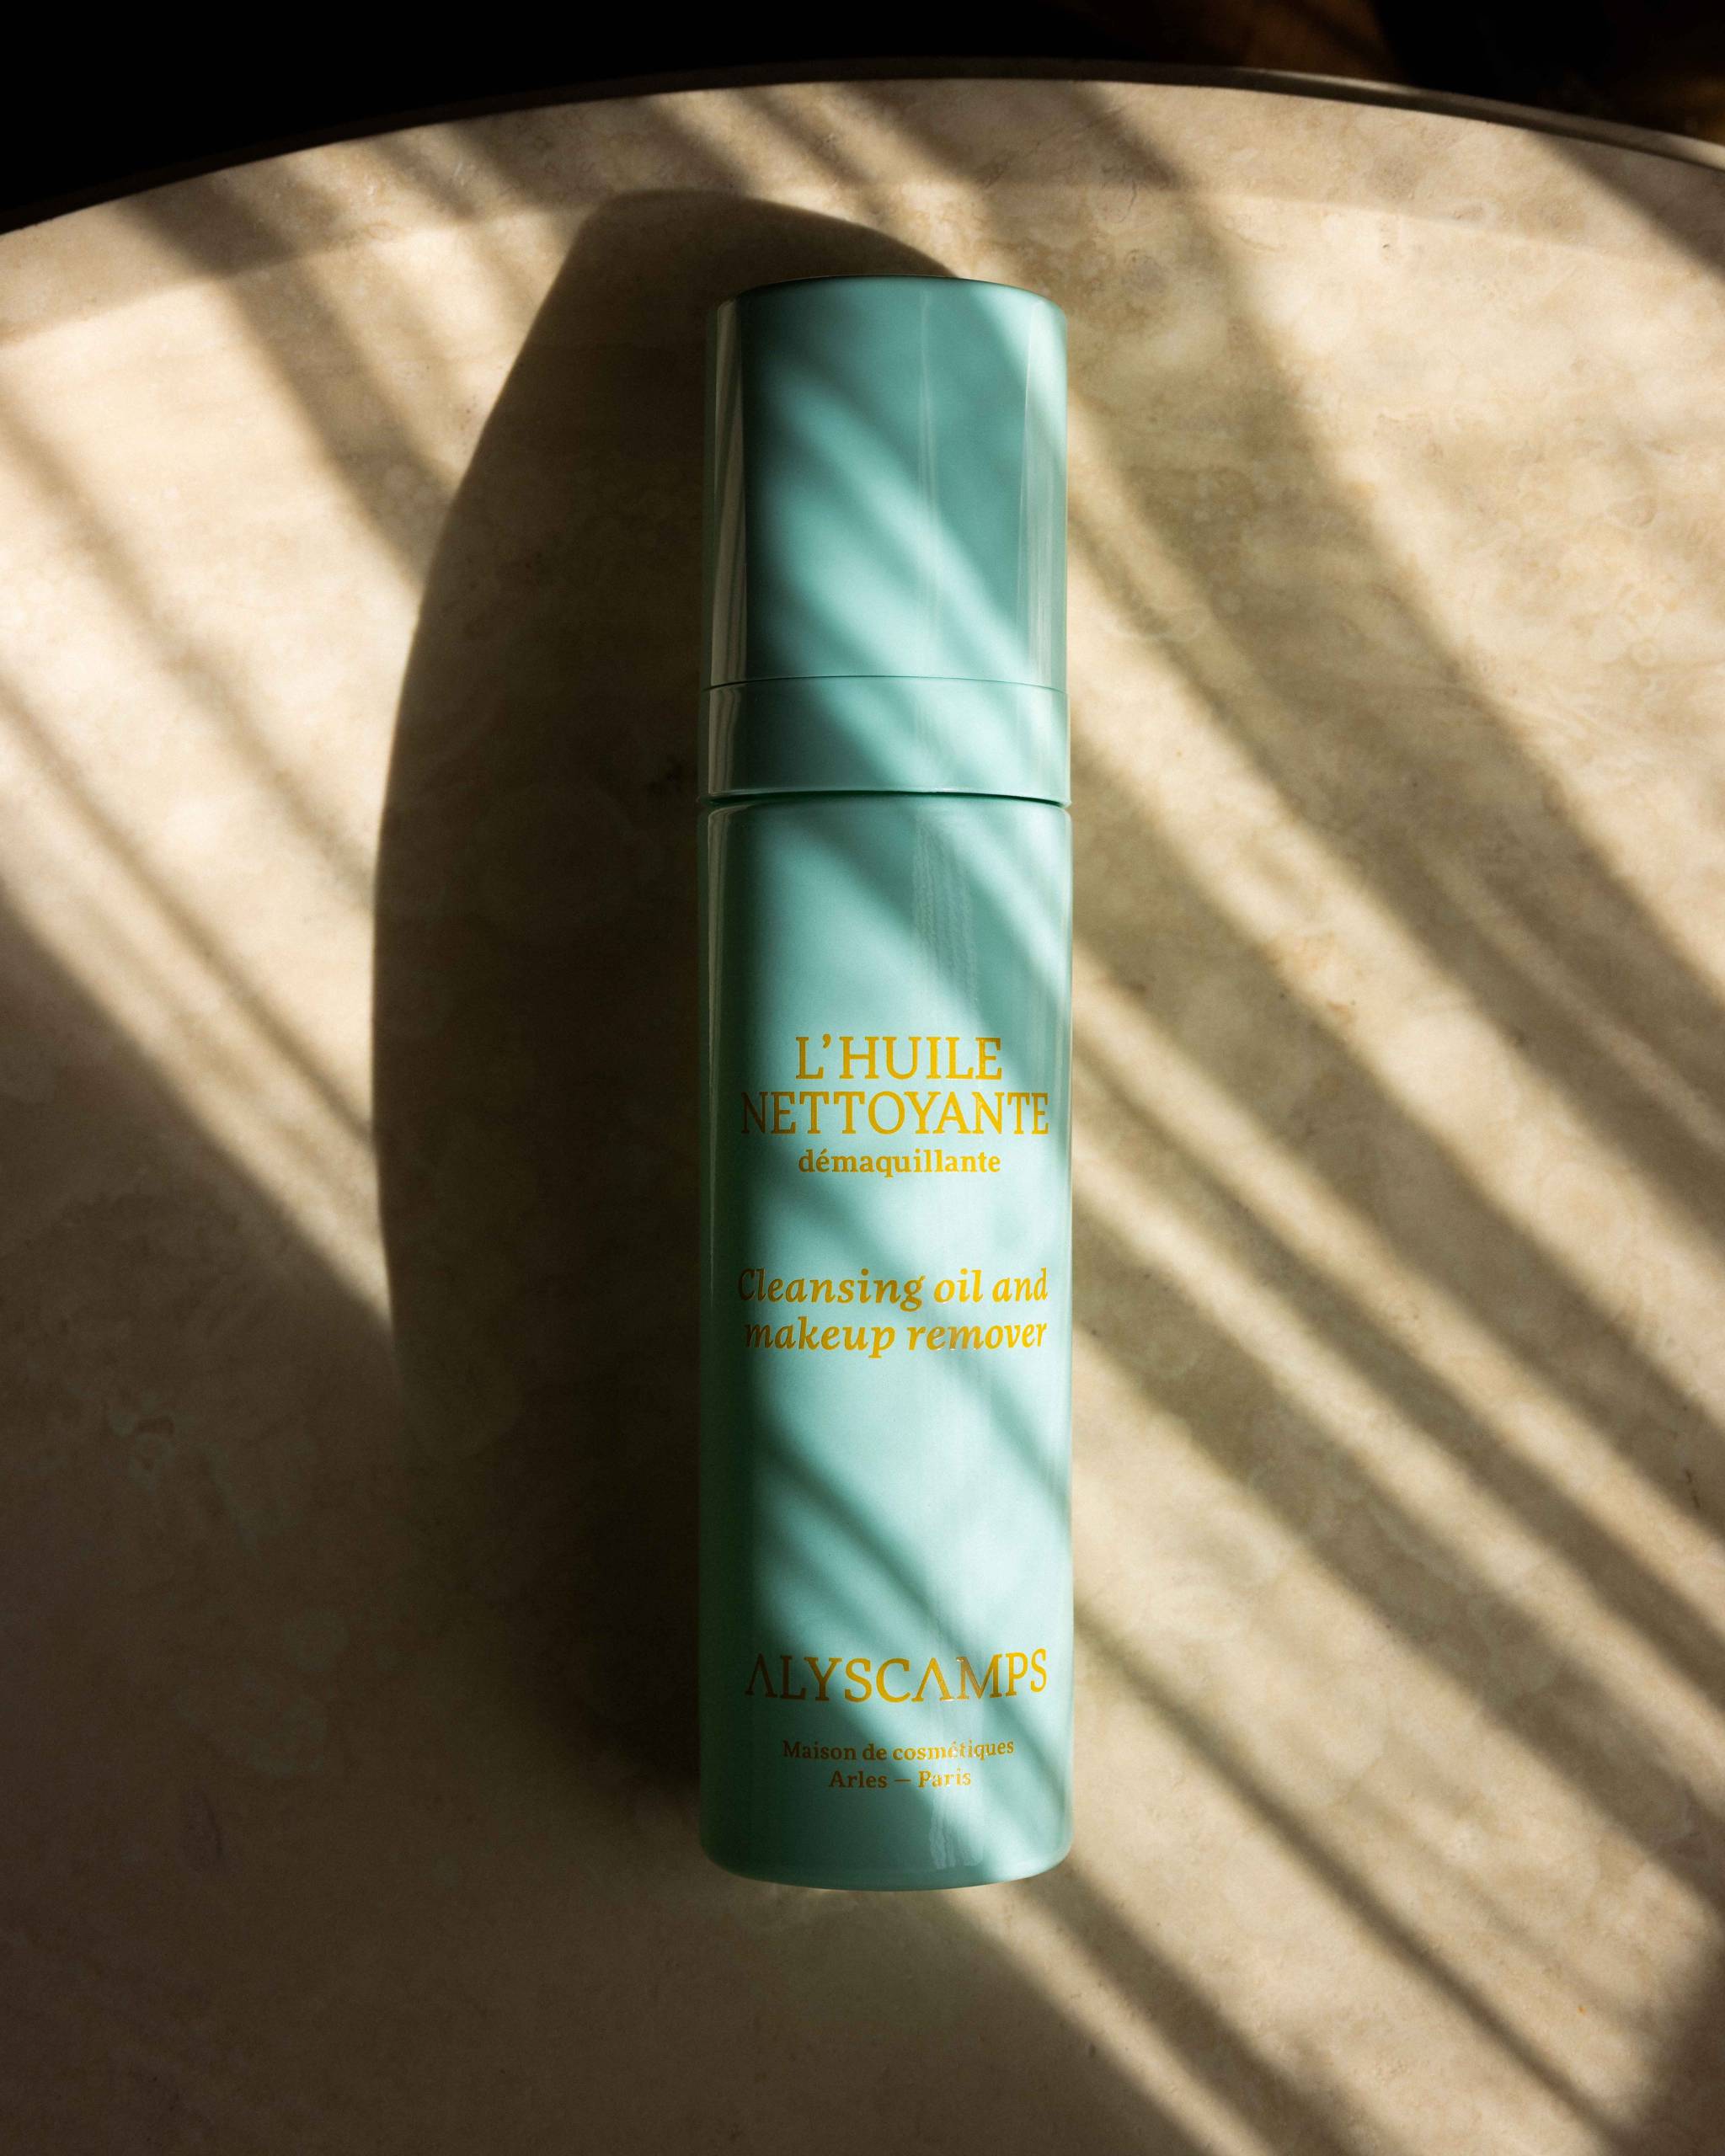 L'HUILE
NETTOYANTE
démaquillante
Cleansing oil and
makeup remover
ALYSCAMPS
Maison de cosmétiques
Arles – Paris